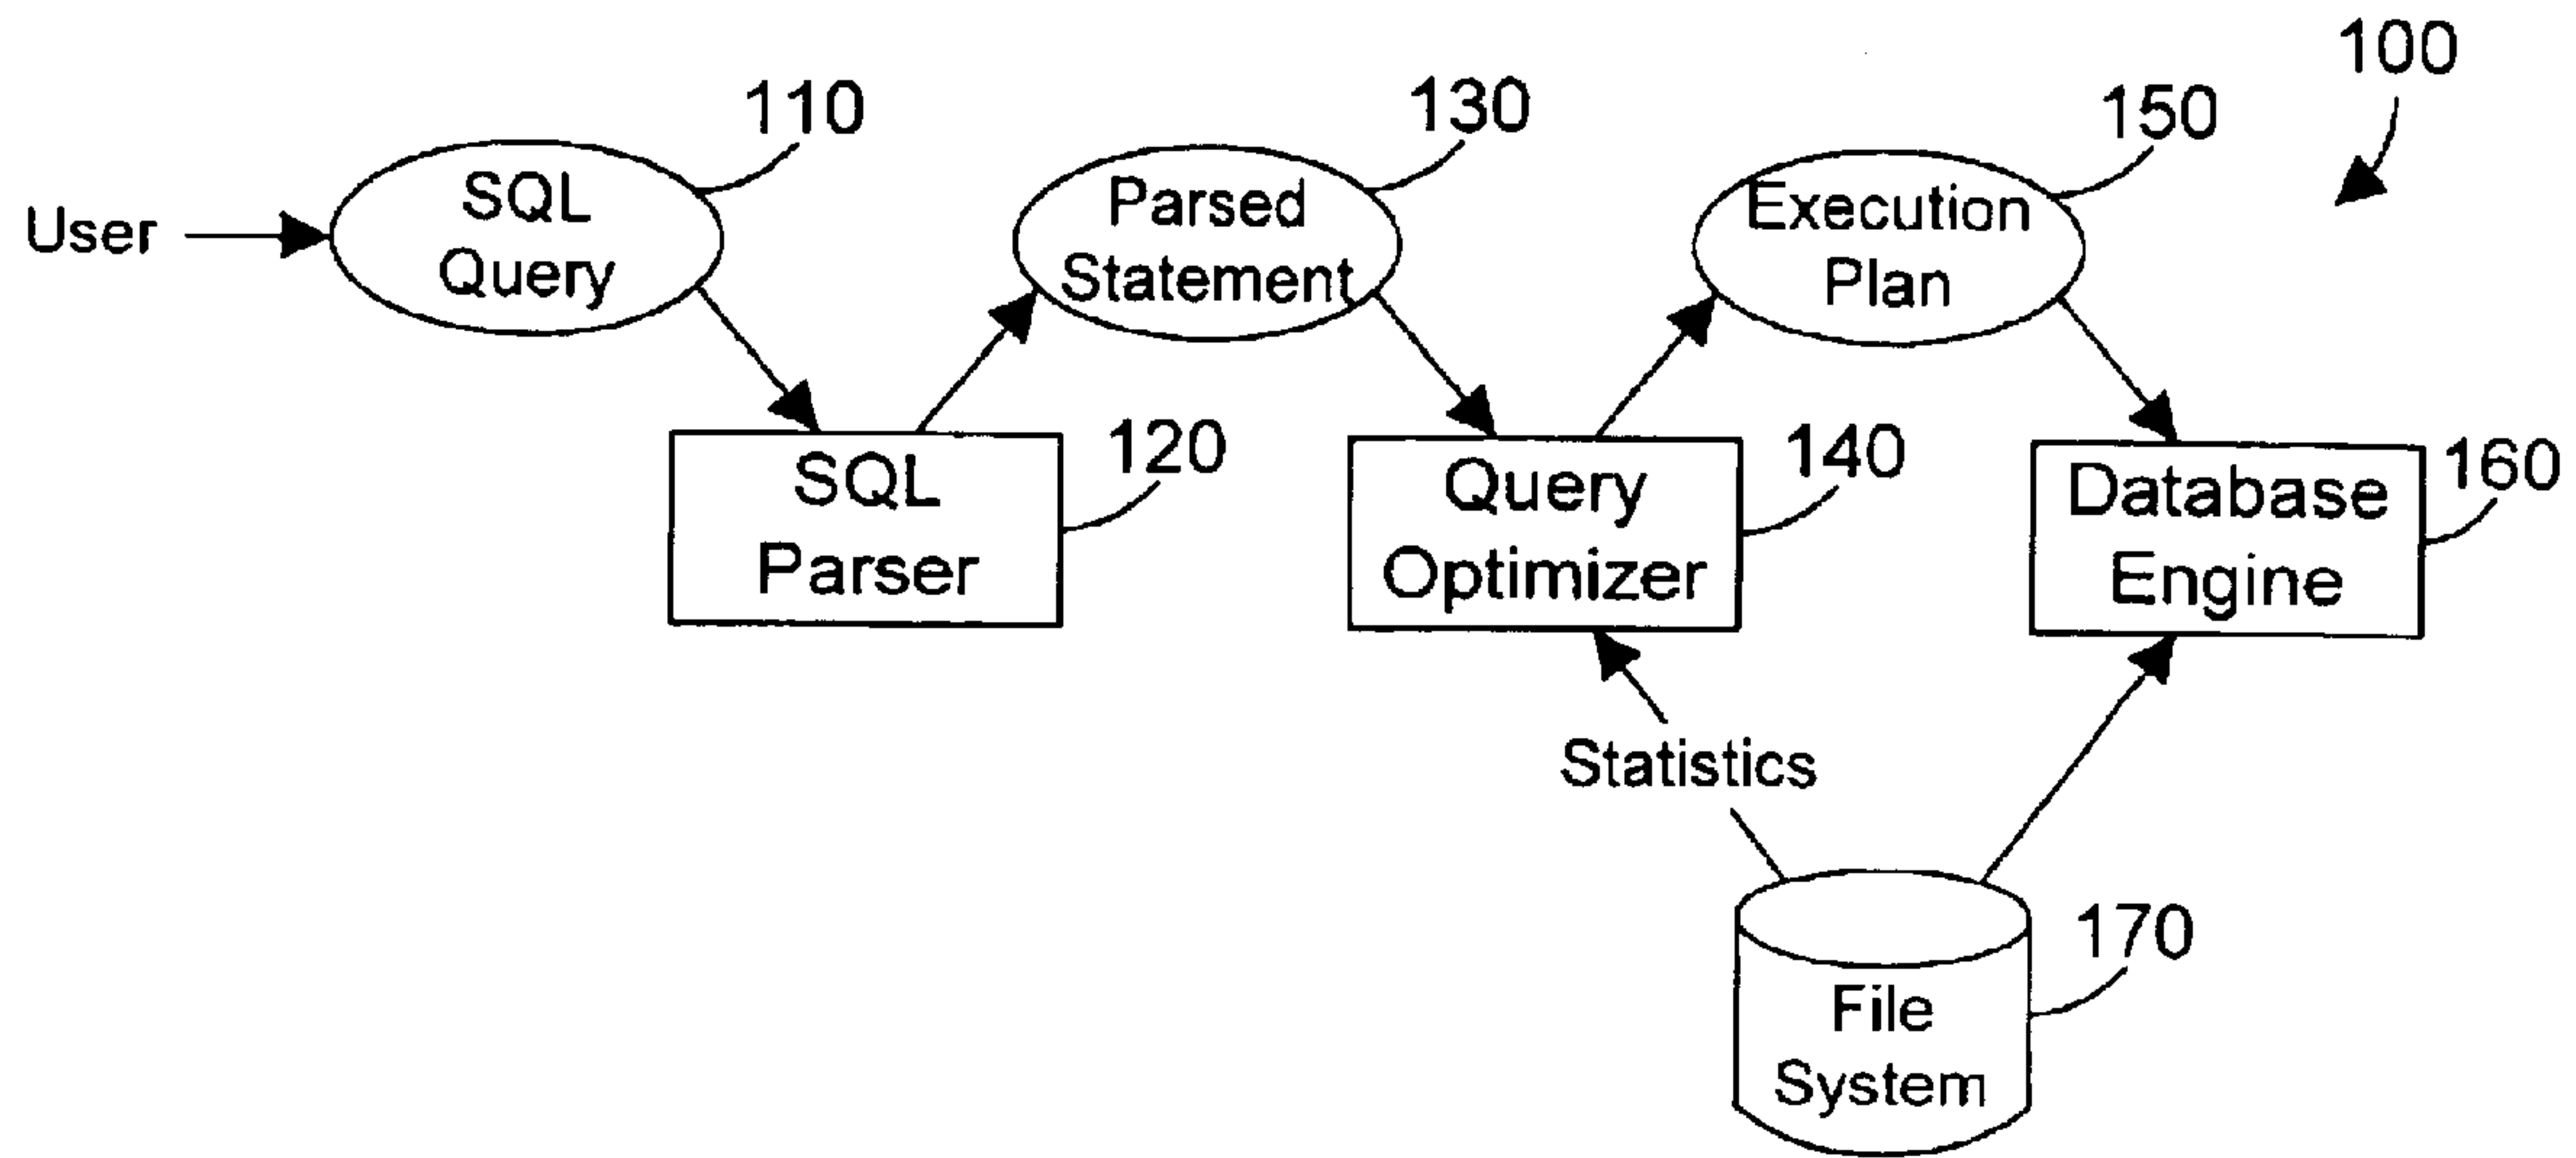 100
110
130
150
User
SQL
Query
Parsed
Statement
Execution
Plan
120
140
160
SQL
Parser
Query
Optimizer
Database
Engine
Statistics
170
File
System